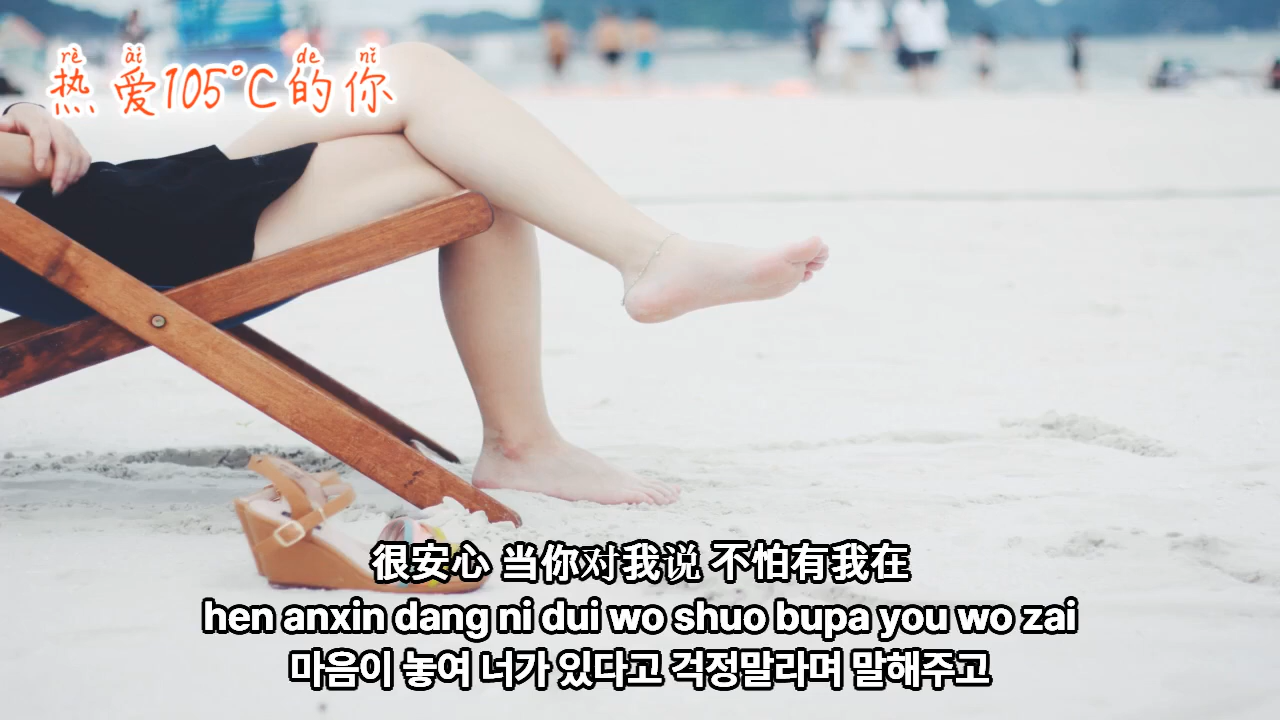 rè ài de nǐ
热爱105°C的你
很安心 当你对我说 不怕有我在
hen anxin dang ni dui wo shuo bupa you wo zai
마음이 놓여 너가 있다고 걱정말라며 말해주고